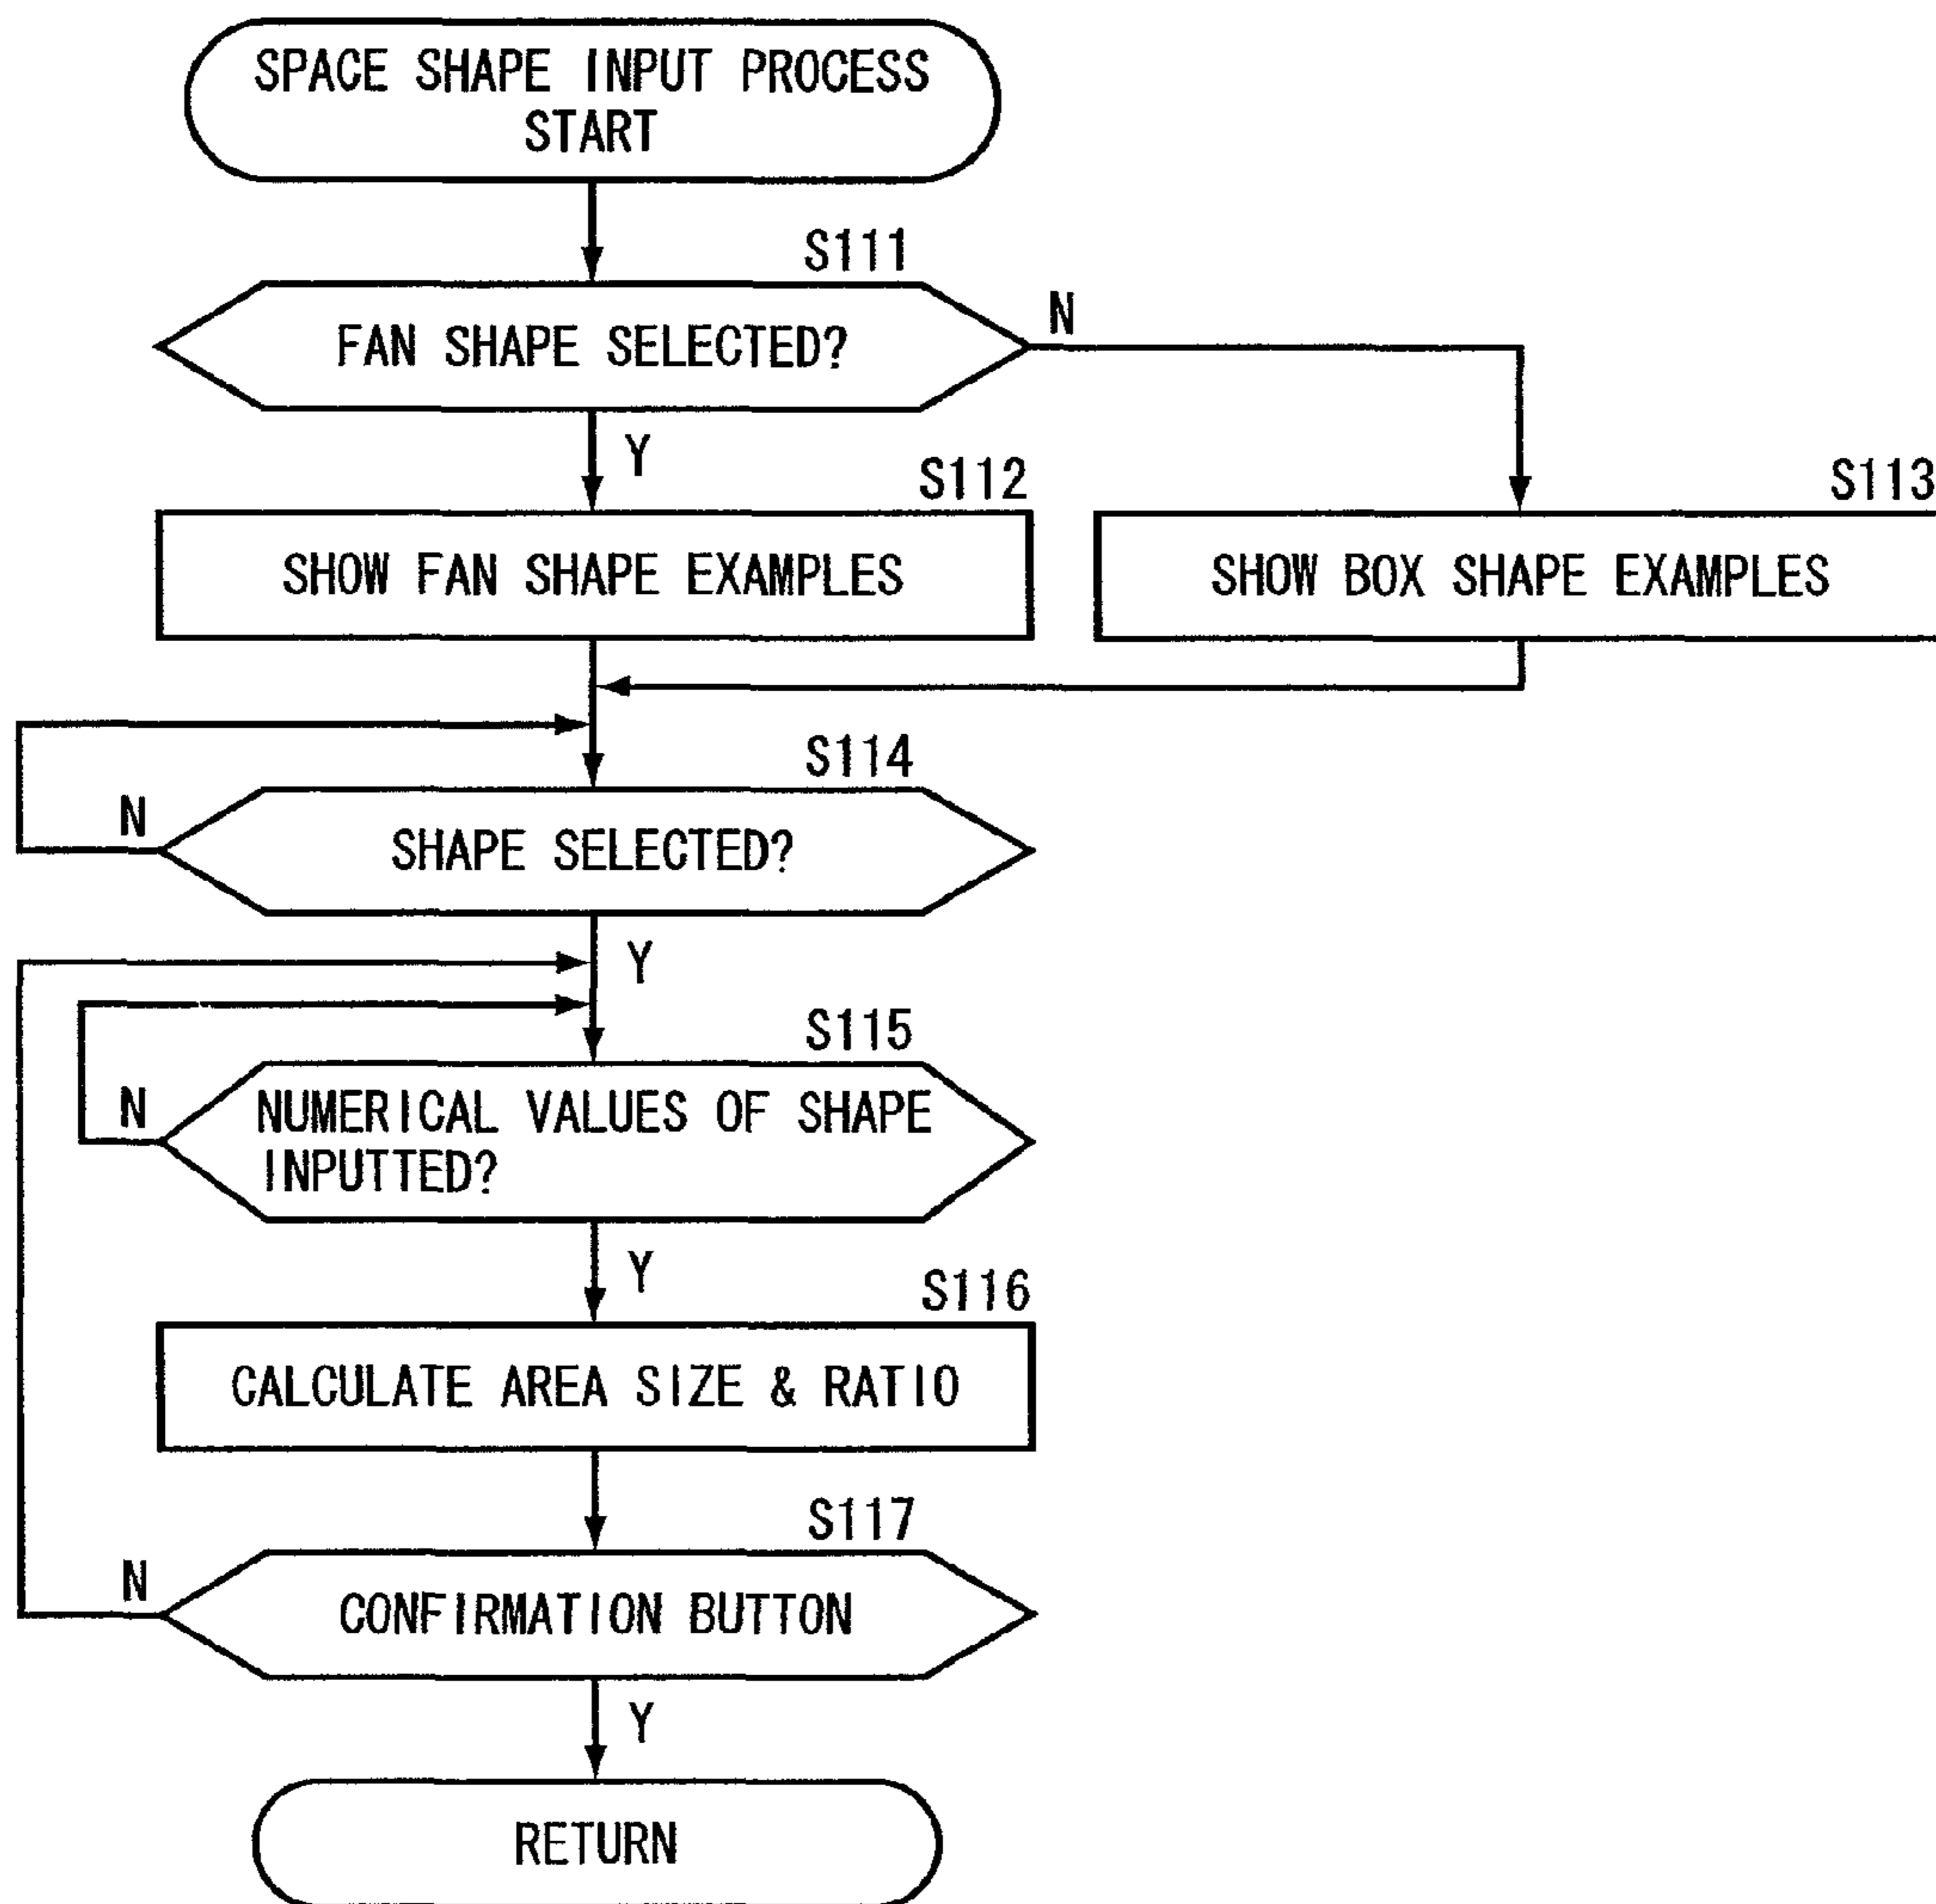 SPACE SHAPE INPUT PROCESS
START
S111
FAN SHAPE SELECTED?
N
Y
S112
SHOW FAN SHAPE EXAMPLES
S113
SHOW BOX SHAPE EXAMPLES
S114
N
SHAPE SELECTED?
Y
S115
N
NUMERICAL VALUES OF SHAPE
INPUTTED?
Y
S116
CALCULATE AREA SIZE & RATIO
S117
N
CONFIRMATION BUTTON
Y
RETURN